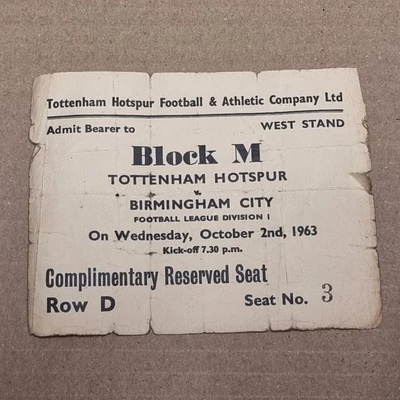 Tottenham Hotspur Football & Athletic Company Ltd
Admit Bearer to WEST STAND
Block M
TOTTENHAM HOTSPUR
v.
BIRMINGHAM CITY
FOOTBALL LEAGUE DIVISION I
On Wednesday, October 2nd, 1963
Kick-off 7.30 p.m.
Complimentary Reserved Seat
Row D Seat No. 3